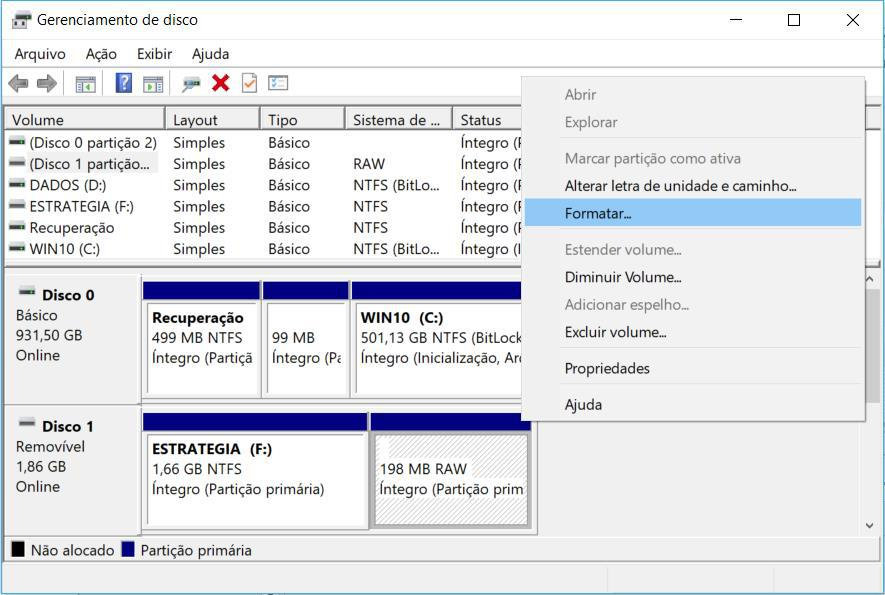 Gerenciamento de disco
Arquivo Ação Exibir Ajuda
Volume Layout Tipo Sistema de ... Status
(Disco 0 partição 2) Simples Básico Íntegro (P
(Disco 1 partição... Simples Básico RAW Íntegro (P
DADOS (D:) Simples Básico NTFS (BitLo... Íntegro (P
ESTRATEGIA (F:) Simples Básico NTFS Íntegro (P
Recuperação Simples Básico NTFS Íntegro (P
WIN10 (C:) Simples Básico NTFS (BitLo... Íntegro (I
Abrir
Explorar
Marcar partição como ativa
Alterar letra de unidade e caminho...
Formatar...
Estender volume...
Diminuir Volume...
Adicionar espelho...
Excluir volume...
Propriedades
Ajuda
Disco 0
Básico
931,50 GB
Online
Recuperação
499 MB NTFS
Íntegro (Partiçã
99 MB
Íntegro (Pa
WIN10 (C:)
501,13 GB NTFS (BitLock
Íntegro (Inicialização, Arq
Disco 1
Removível
1,86 GB
Online
ESTRATEGIA (F:)
1,66 GB NTFS
Íntegro (Partição primária)
198 MB RAW
Íntegro (Partição prim
Não alocado Partição primária